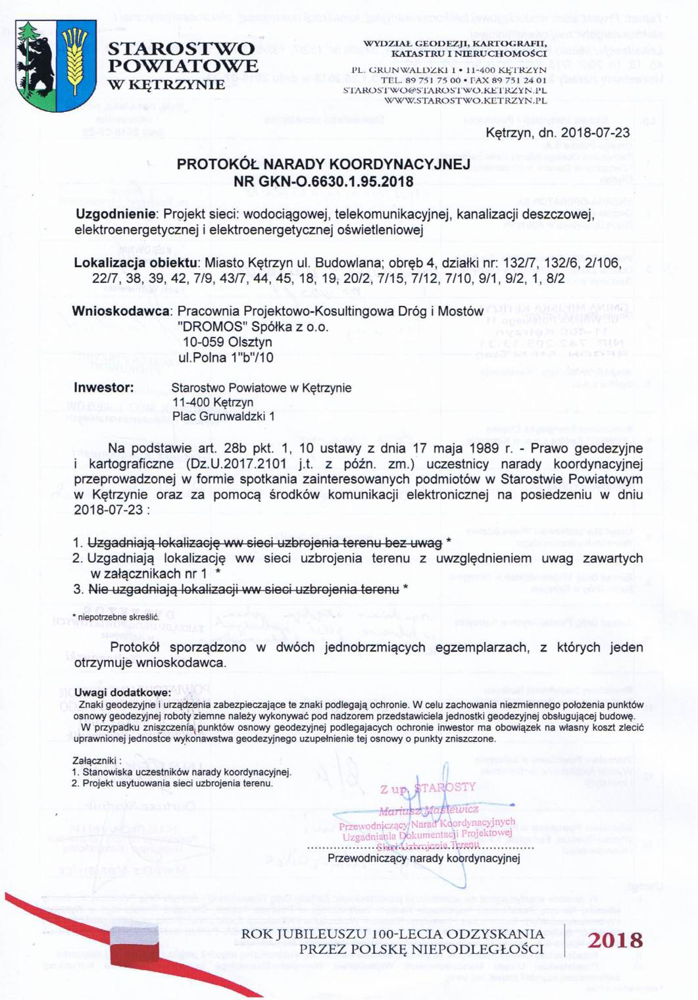 STAROSTWO
POWIATOWE
W KĘTRZYNIE
WYDZIAŁ GEODEZJI, KARTOGRAFII,
KATASTRU I NIERUCHOMOŚCI
PL. GRUNWALDZKI 1 • 11-400 KĘTRZYN
TEL. 89 751 75 00 • FAX 89 751 24 01
STAROSTWO@STAROSTWO.KETRZYN.PL
WWW.STAROSTWO.KETRZYN.PL
Kętrzyn, dn. 2018-07-23
PROTOKÓŁ NARADY KOORDYNACYJNEJ
NR GKN-O.6630.1.95.2018
Uzgodnienie: Projekt sieci: wodociągowej, telekomunikacyjnej, kanalizacji deszczowej,
elektroenergetycznej i elektroenergetycznej oświetleniowej
Lokalizacja obiektu: Miasto Kętrzyn ul. Budowlana; obręb 4, działki nr: 132/7, 132/6, 2/106,
22/7, 38, 39, 42, 7/9, 43/7, 44, 45, 18, 19, 20/2, 7/15, 7/12, 7/10, 9/1, 9/2, 1, 8/2
Wnioskodawca: Pracownia Projektowo-Kosultingowa Dróg i Mostów
"DROMOS" Spółka z o.o.
10-059 Olsztyn
ul.Polna 1"b"/10
Inwestor: Starostwo Powiatowe w Kętrzynie
11-400 Kętrzyn
Plac Grunwaldzki 1
Na podstawie art. 28b pkt. 1, 10 ustawy z dnia 17 maja 1989 r. - Prawo geodezyjne
i kartograficzne (Dz.U.2017.2101 j.t. z późn. zm.) uczestnicy narady koordynacyjnej
przeprowadzonej w formie spotkania zainteresowanych podmiotów w Starostwie Powiatowym
w Kętrzynie oraz za pomocą środków komunikacji elektronicznej na posiedzeniu w dniu
2018-07-23 :
1. Uzgadniają lokalizację ww sieci uzbrojenia terenu bez uwag *
2. Uzgadniają lokalizację ww sieci uzbrojenia terenu z uwzględnieniem uwag zawartych
w załącznikach nr 1 *
3. Nie uzgadniają lokalizacji ww sieci uzbrojenia terenu *
* niepotrzebne skreślić.
Protokół sporządzono w dwóch jednobrzmiących egzemplarzach, z których jeden
otrzymuje wnioskodawca.
Uwagi dodatkowe:
Znaki geodezyjne i urządzenia zabezpieczające te znaki podlegają ochronie. W celu zachowania niezmiennego położenia punktów
osnowy geodezyjnej roboty ziemne należy wykonywać pod nadzorem przedstawiciela jednostki geodezyjnej obsługującej budowę.
W przypadku zniszczenia punktów osnowy geodezyjnej podlegajacych ochronie inwestor ma obowiązek na własny koszt zlecić
uprawnionej jednostce wykonawstwa geodezyjnego uzupełnienie tej osnowy o punkty zniszczone.
Załączniki :
1. Stanowiska uczestników narady koordynacyjnej.
2. Projekt usytuowania sieci uzbrojenia terenu.
Z up. STAROSTY
Mariusz Masiewicz
Przewodniczący Narad Koordynacyjnych
Uzgadniania Dokumentacji Projektowej
Sieci Uzbrojenia Terenu
Przewodniczący narady koordynacyjnej
ROK JUBILEUSZU 100-LECIA ODZYSKANIA
PRZEZ POLSKĘ NIEPODLEGŁOŚCI
2018